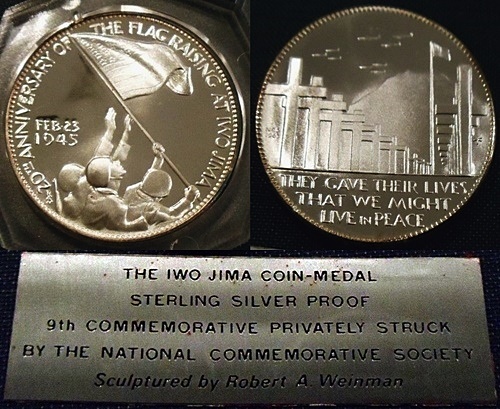 20TH ANNIVERSARY OF THE FLAG RAISING AT IWO JIMA
FEB 23
1945
THEY GAVE THEIR LIVES
THAT WE MIGHT
LIVE IN PEACE
THE IWO JIMA COIN-MEDAL
STERLING SILVER PROOF
9th COMMEMORATIVE PRIVATELY STRUCK
BY THE NATIONAL COMMEMORATIVE SOCIETY
Sculptured by Robert A. Weinman